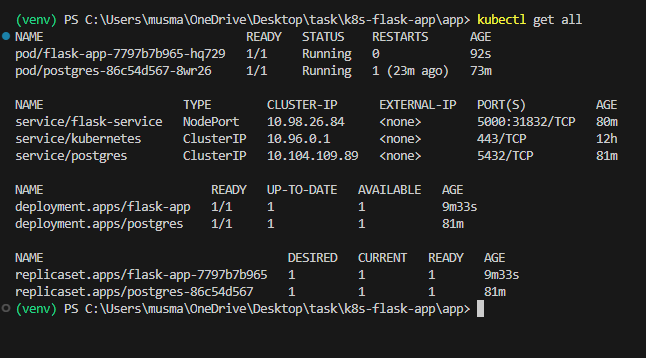 (venv) PS C:\Users\musma\OneDrive\Desktop\task\k8s-flask-app\app> kubectl get all
NAME READY STATUS RESTARTS AGE
pod/flask-app-7797b7b965-hq729 1/1 Running 0 92s
pod/postgres-86c54d567-8wr26 1/1 Running 1 (23m ago) 73m
NAME TYPE CLUSTER-IP EXTERNAL-IP PORT(S) AGE
service/flask-service NodePort 10.98.26.84 <none> 5000:31832/TCP 80m
service/kubernetes ClusterIP 10.96.0.1 <none> 443/TCP 12h
service/postgres ClusterIP 10.104.109.89 <none> 5432/TCP 81m
NAME READY UP-TO-DATE AVAILABLE AGE
deployment.apps/flask-app 1/1 1 1 9m33s
deployment.apps/postgres 1/1 1 1 81m
NAME DESIRED CURRENT READY AGE
replicaset.apps/flask-app-7797b7b965 1 1 1 9m33s
replicaset.apps/postgres-86c54d567 1 1 1 81m
(venv) PS C:\Users\musma\OneDrive\Desktop\task\k8s-flask-app\app>